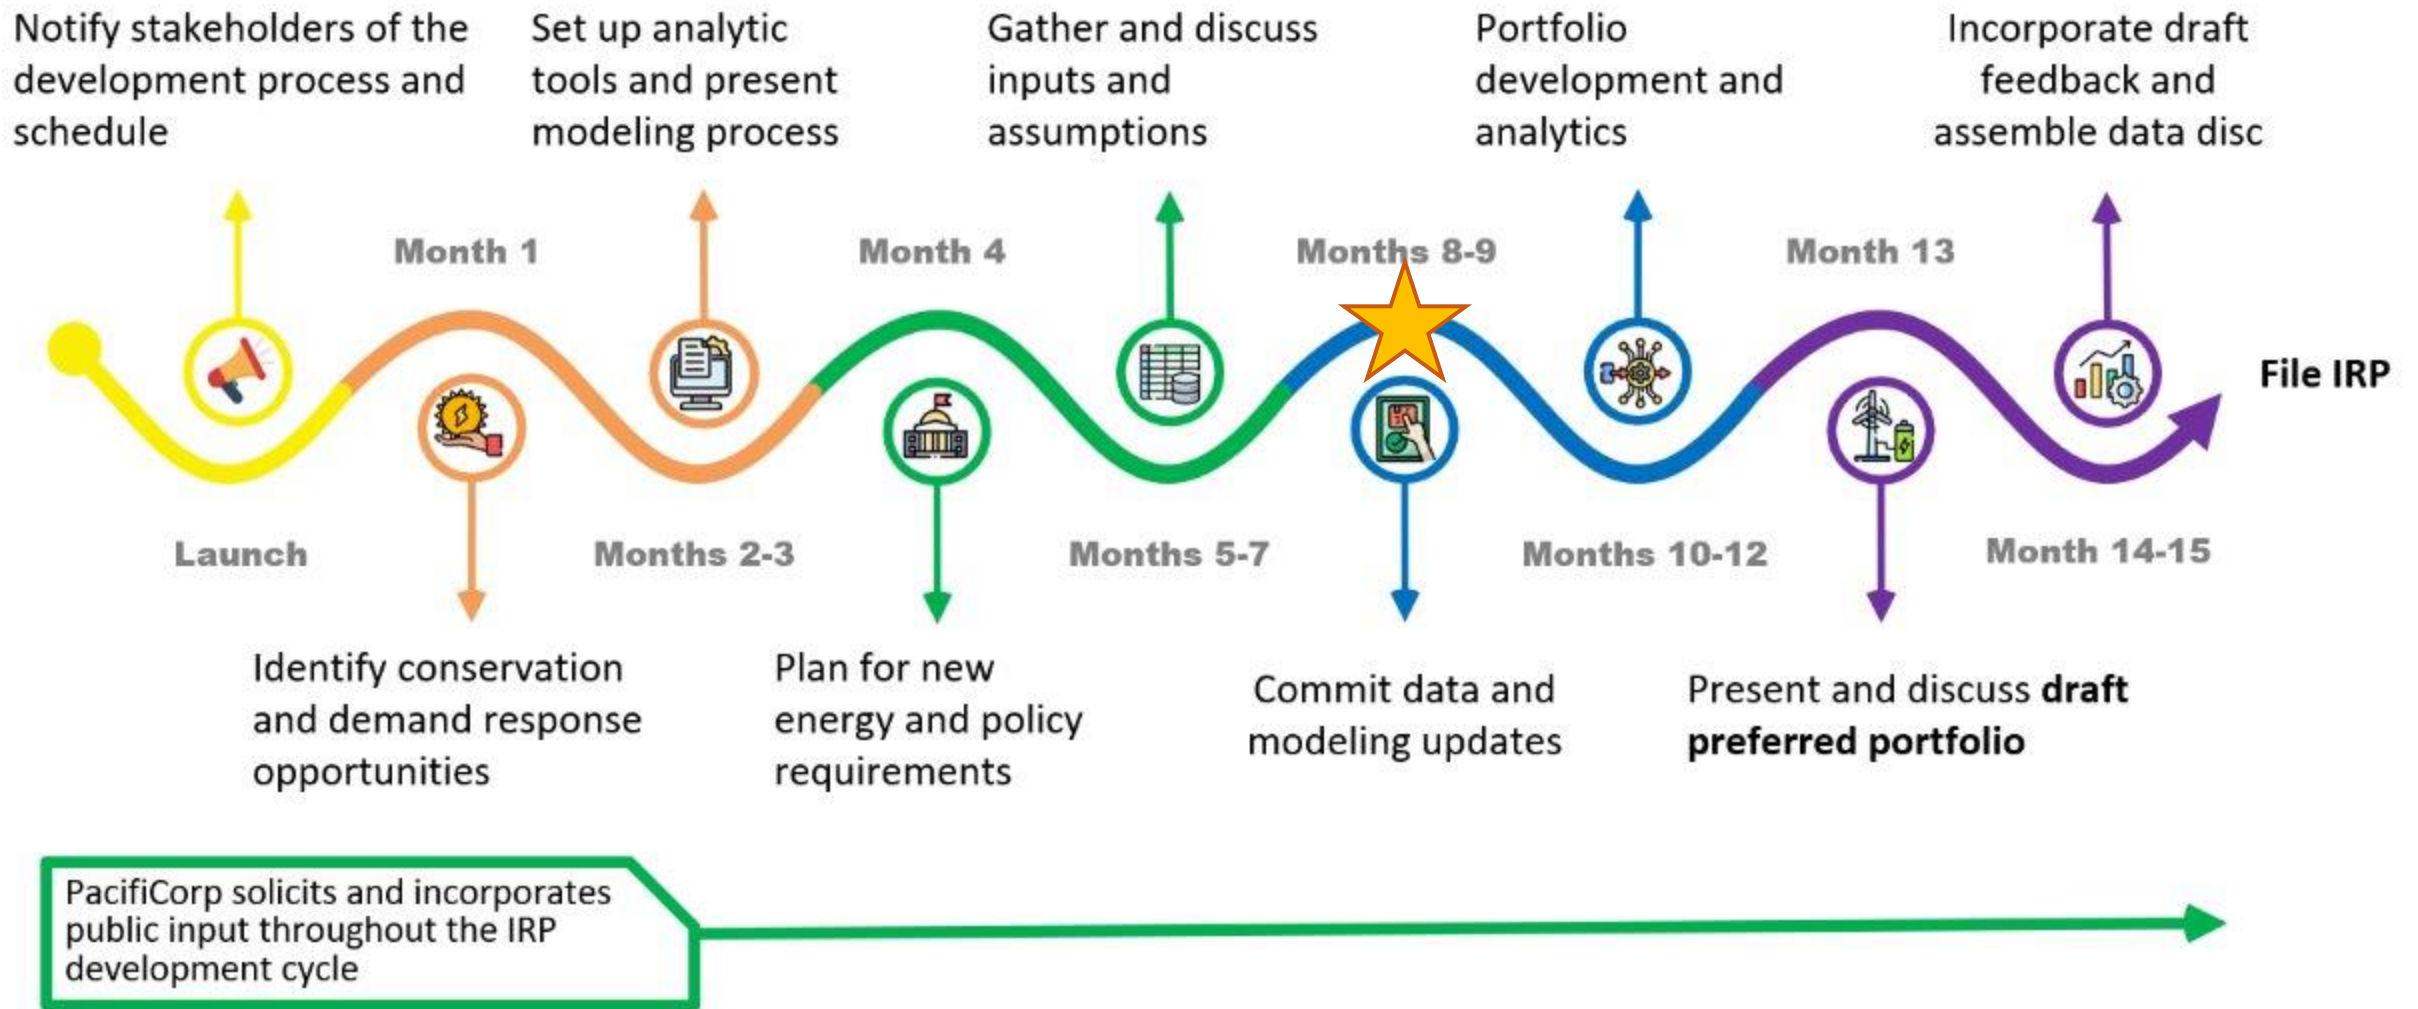 Notify stakeholders of the
development process and
schedule
Set up analytic
tools and present
modeling process
Gather and discuss
inputs and
assumptions
Portfolio
development and
analytics
Incorporate draft
feedback and
assemble data disc
Month 1
Month 4
Months 8-9
Month 13
File IRP
Launch
Months 2-3
Months 5-7
Months 10-12
Month 14-15
Identify conservation
and demand response
opportunities
Plan for new
energy and policy
requirements
Commit data and
modeling updates
Present and discuss draft
preferred portfolio
PacifiCorp solicits and incorporates
public input throughout the IRP
development cycle